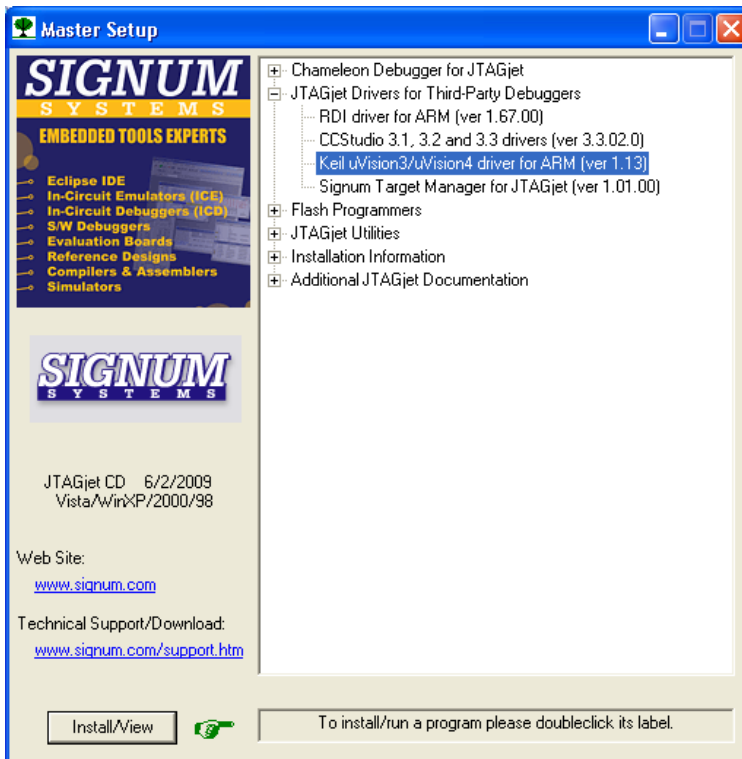 Master Setup
SIGNUM
SYSTEMS
EMBEDDED TOOLS EXPERTS
Eclipse IDE
In-Circuit Emulators (ICE)
In-Circuit Debuggers (ICD)
S/W Debuggers
Evaluation Boards
Reference Designs
Compilers & Assemblers
Simulators
SIGNUM
SYSTEMS
JTAGjet CD 6/2/2009
Vista/WinXP/2000/98
Web Site:
www.signum.com
Technical Support/Download:
www.signum.com/support.htm
Chameleon Debugger for JTAGjet
JTAGjet Drivers for Third-Party Debuggers
RDI driver for ARM (ver 1.67.00)
CCStudio 3.1, 3.2 and 3.3 drivers (ver 3.3.02.0)
Keil uVision3/uVision4 driver for ARM (ver 1.13)
Signum Target Manager for JTAGjet (ver 1.01.00)
Flash Programmers
JTAGjet Utilities
Installation Information
Additional JTAGjet Documentation
Install/View
To install/run a program please doubleclick its label.